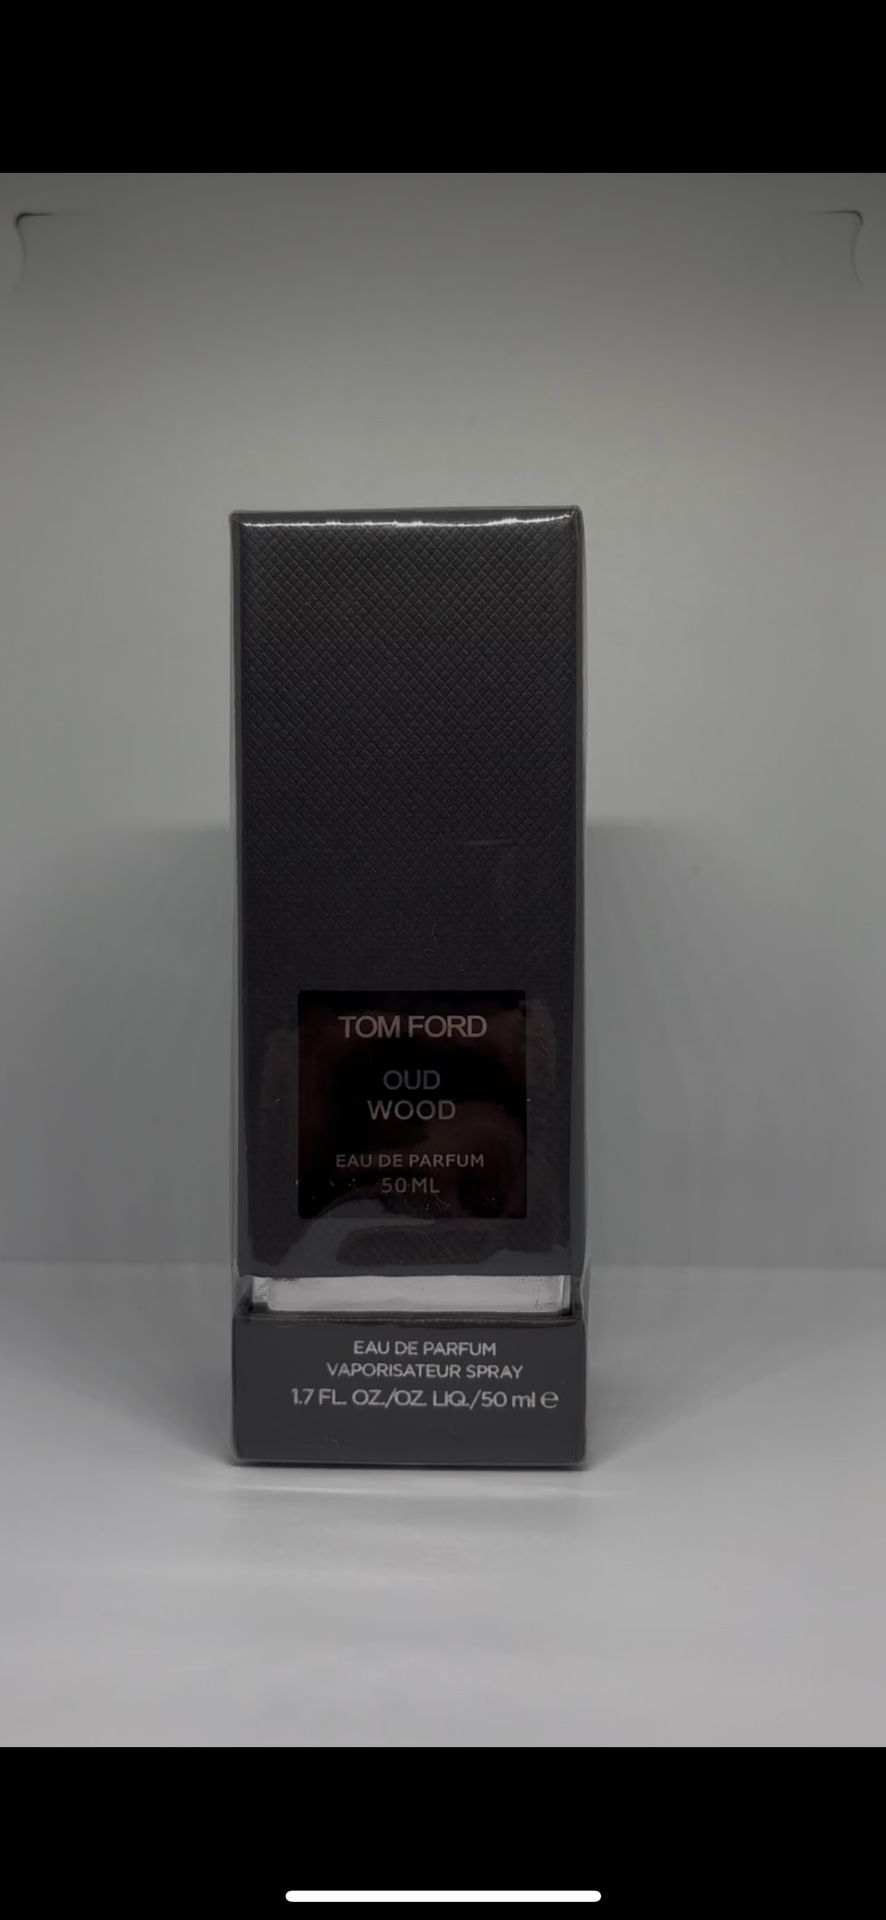 TOM FORD
OUD
WOOD
EAU DE PARFUM
50 ML
EAU DE PARFUM
VAPORISATEUR SPRAY
1.7 FL. OZ./OZ. LIQ./50 ml ℮